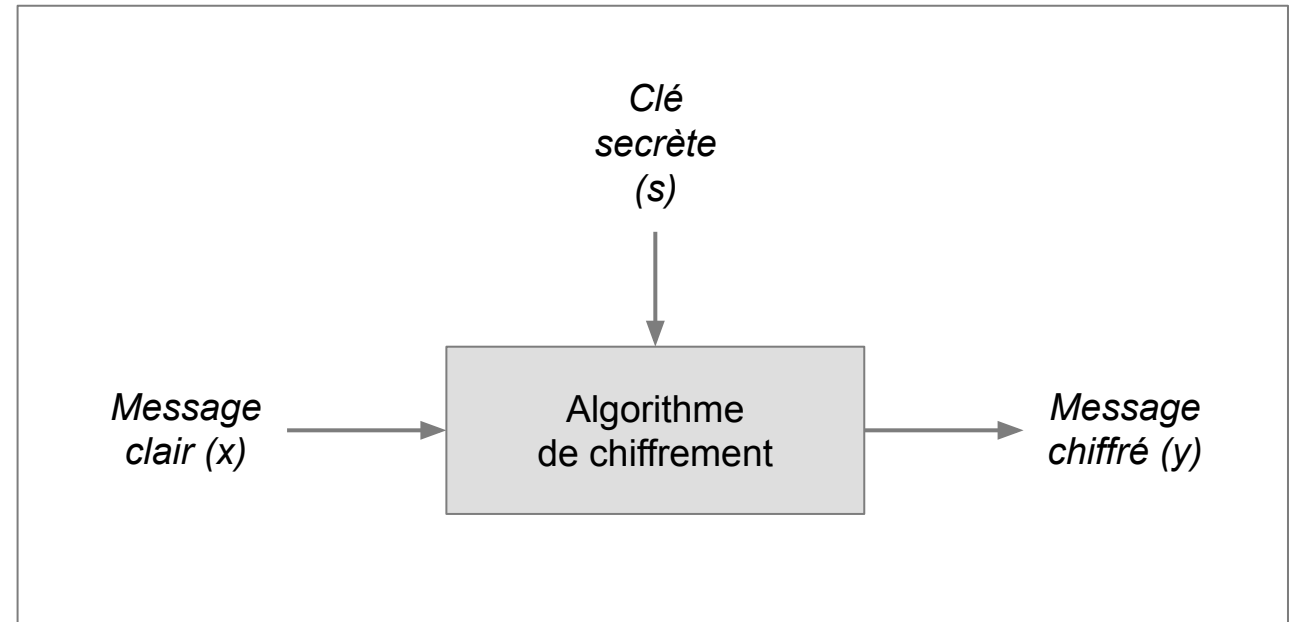 Clé
secrète
(s)
Message
clair (x)
Algorithme
de chiffrement
Message
chiffré (y)